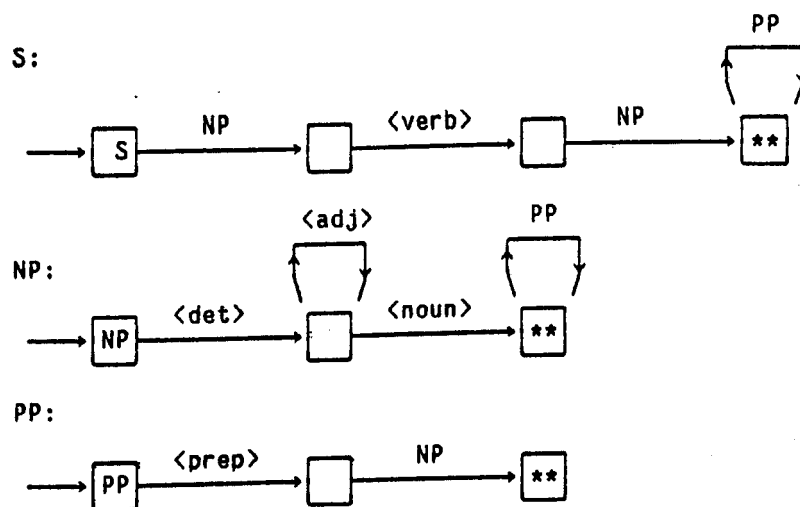 PP
S:
NP <verb> NP
S **
<adj> PP
NP:
<det> <noun>
NP **
PP:
<prep> NP
PP **